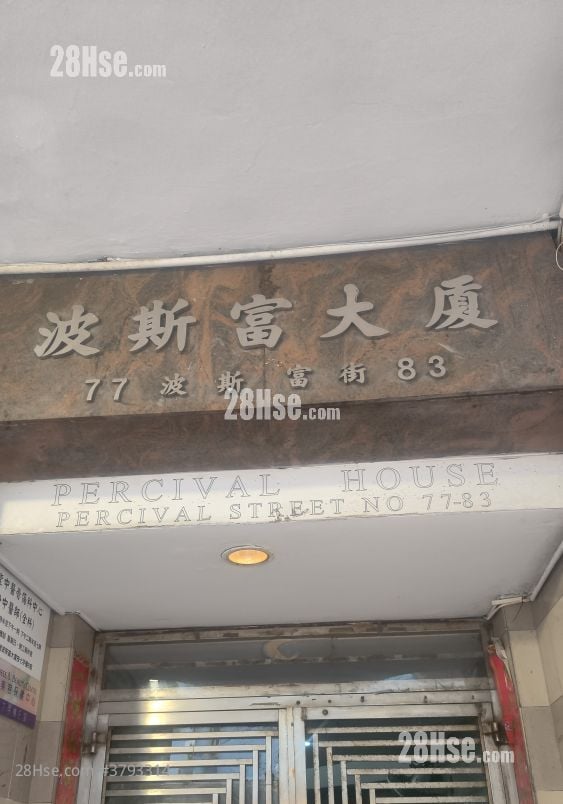 28Hse.com
波斯富大厦
77 波斯富街 83
28Hse.com
PERCIVAL HOUSE
PERCIVAL STREET NO 77-83
28Hse.com
28Hse.com #3793314